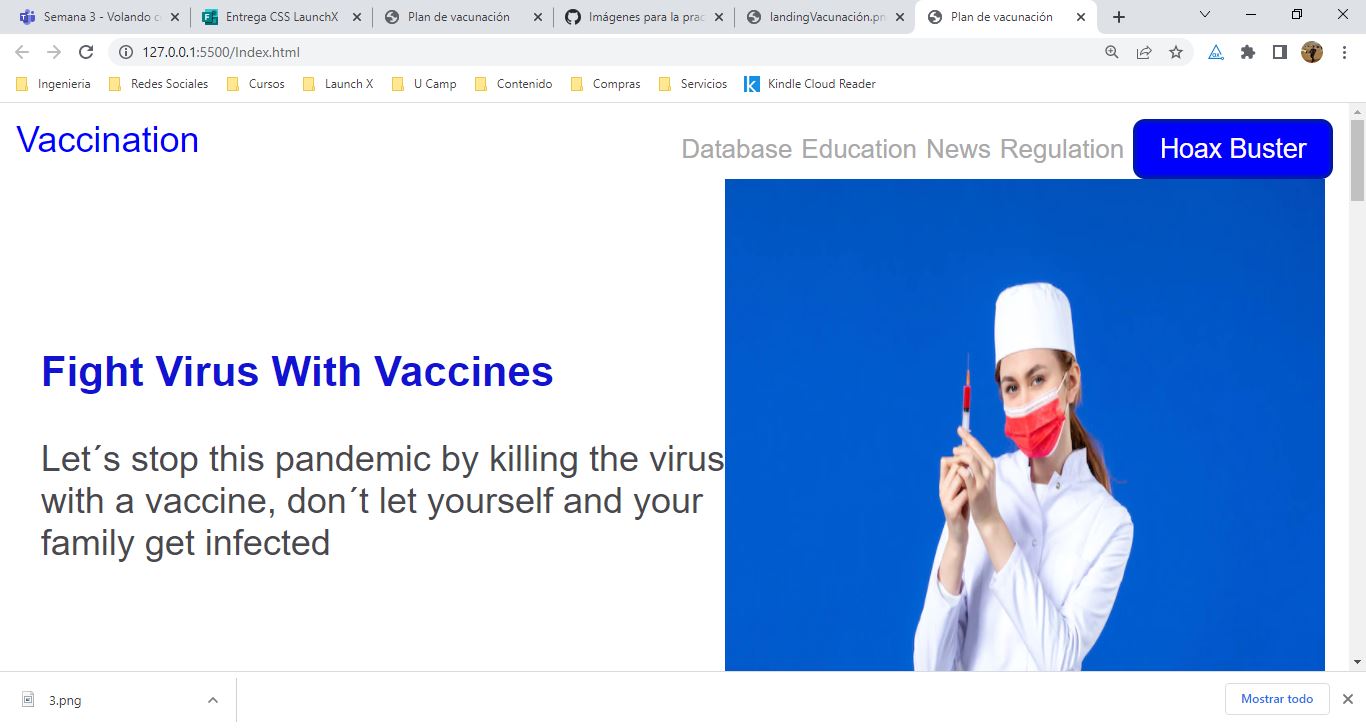 Semana 3 - Volando c
Entrega CSS LaunchX
Plan de vacunación
Imágenes para la prac
landingVacunación.pn
Plan de vacunación
127.0.0.1:5500/Index.html
Ingenieria
Redes Sociales
Cursos
Launch X
U Camp
Contenido
Compras
Servicios
Kindle Cloud Reader
Vaccination
Database Education News Regulation
Hoax Buster
Fight Virus With Vaccines
Let´s stop this pandemic by killing the virus
with a vaccine, don´t let yourself and your
family get infected
3.png
Mostrar todo